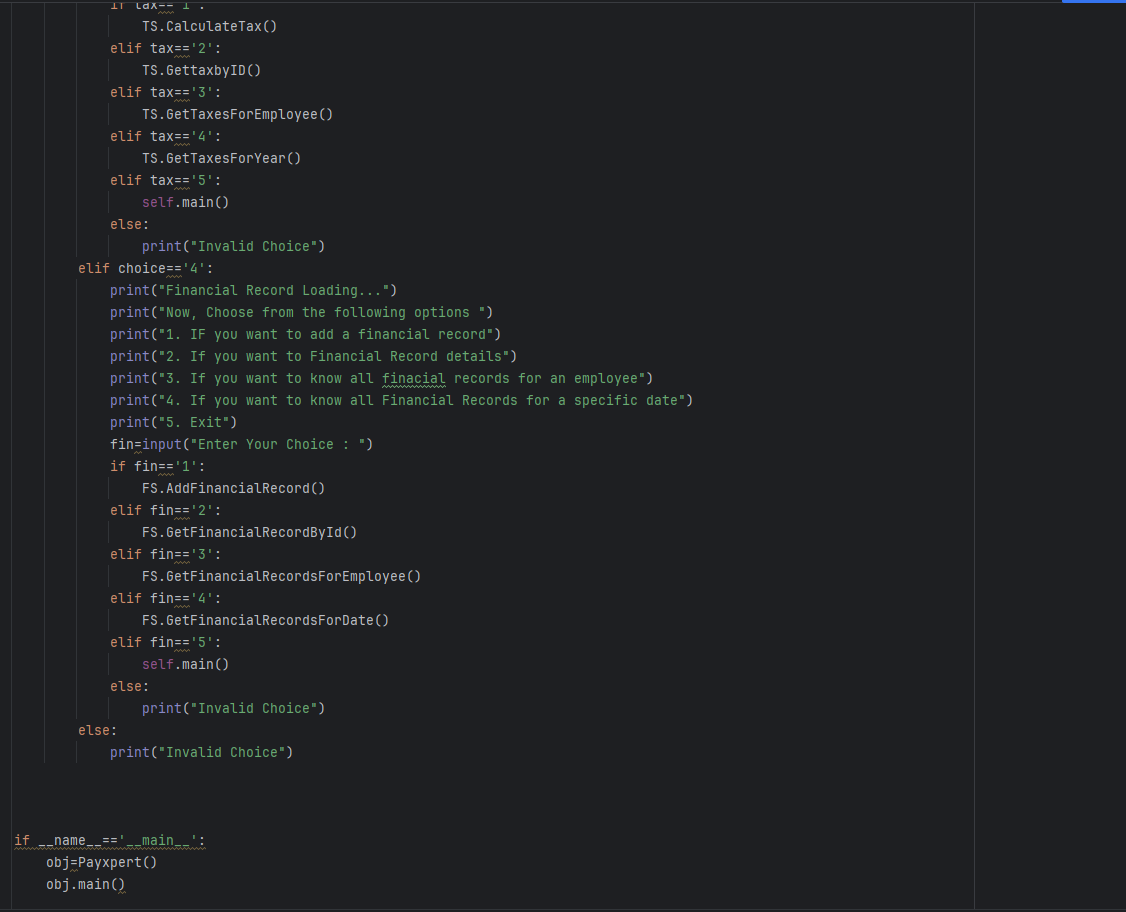 if tax=='1':
TS.CalculateTax()
elif tax=='2':
TS.GettaxbyID()
elif tax=='3':
TS.GetTaxesForEmployee()
elif tax=='4':
TS.GetTaxesForYear()
elif tax=='5':
self.main()
else:
print("Invalid Choice")
elif choice=='4':
print("Financial Record Loading...")
print("Now, Choose from the following options ")
print("1. IF you want to add a financial record")
print("2. If you want to Financial Record details")
print("3. If you want to know all finacial records for an employee")
print("4. If you want to know all Financial Records for a specific date")
print("5. Exit")
fin=input("Enter Your Choice : ")
if fin=='1':
FS.AddFinancialRecord()
elif fin=='2':
FS.GetFinancialRecordById()
elif fin=='3':
FS.GetFinancialRecordsForEmployee()
elif fin=='4':
FS.GetFinancialRecordsForDate()
elif fin=='5':
self.main()
else:
print("Invalid Choice")
else:
print("Invalid Choice")
if __name__=='__main__':
obj=Payxpert()
obj.main()